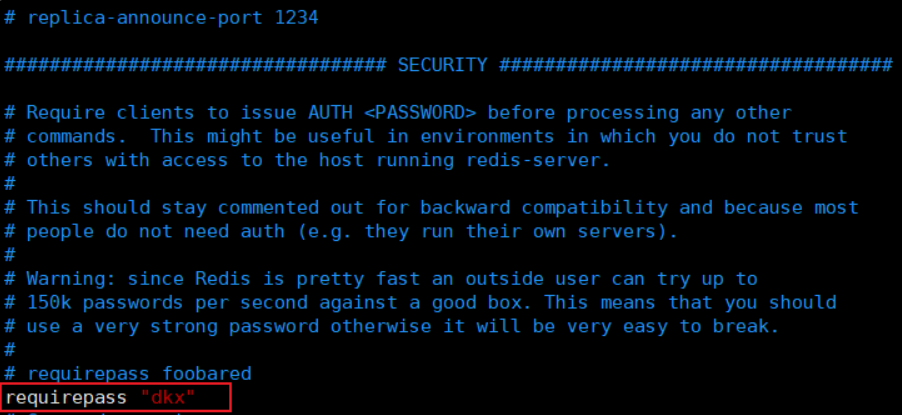 # replica-announce-port 1234
################################## SECURITY ###################################
# Require clients to issue AUTH <PASSWORD> before processing any other
# commands.  This might be useful in environments in which you do not trust
# others with access to the host running redis-server.
#
# This should stay commented out for backward compatibility and because most
# people do not need auth (e.g. they run their own servers).
#
# Warning: since Redis is pretty fast an outside user can try up to
# 150k passwords per second against a good box. This means that you should
# use a very strong password otherwise it will be very easy to break.
#
# requirepass foobared
requirepass "dkx"